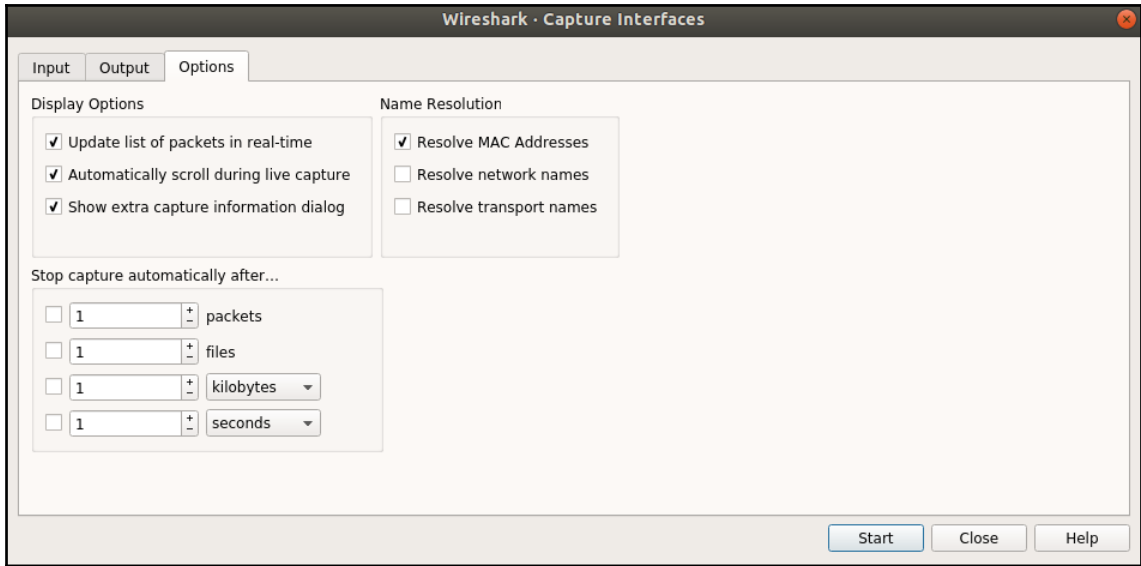 Wireshark · Capture Interfaces
Input Output Options
Display Options
Update list of packets in real-time
Automatically scroll during live capture
Show extra capture information dialog
Name Resolution
Resolve MAC Addresses
Resolve network names
Resolve transport names
Stop capture automatically after...
1 packets
1 files
1 kilobytes
1 seconds
Start Close Help